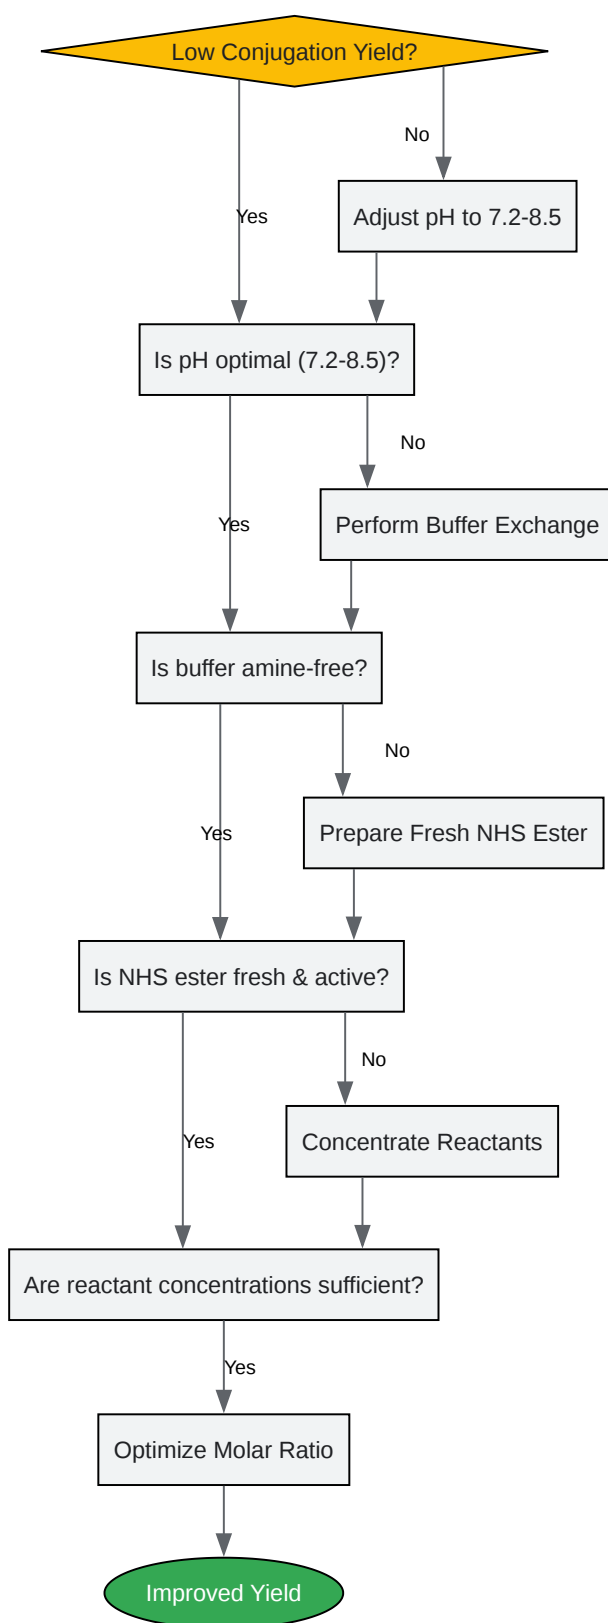 Low Conjugation Yield?
No
Adjust pH to 7.2-8.5
Yes
Is pH optimal (7.2-8.5)?
No
Perform Buffer Exchange
Yes
Is buffer amine-free?
No
Prepare Fresh NHS Ester
Yes
Is NHS ester fresh & active?
No
Concentrate Reactants
Yes
Are reactant concentrations sufficient?
Yes
Optimize Molar Ratio
Improved Yield